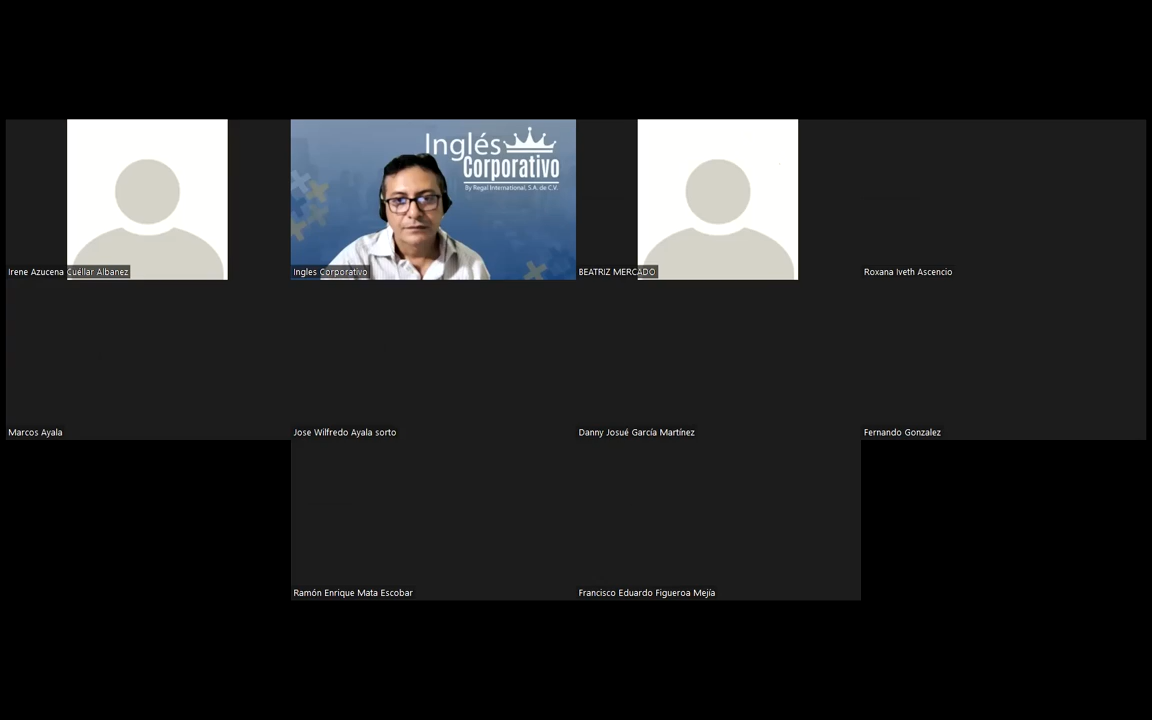 Inglés
Corporativo
By Regal International, S.A. de C.V.
Irene Azucena Cuéllar Albanez
Ingles Corporativo
BEATRIZ MERCADO
Roxana Iveth Ascencio
Marcos Ayala
Jose Wilfredo Ayala sorto
Danny Josué García Martínez
Fernando Gonzalez
Ramón Enrique Mata Escobar
Francisco Eduardo Figueroa Mejía